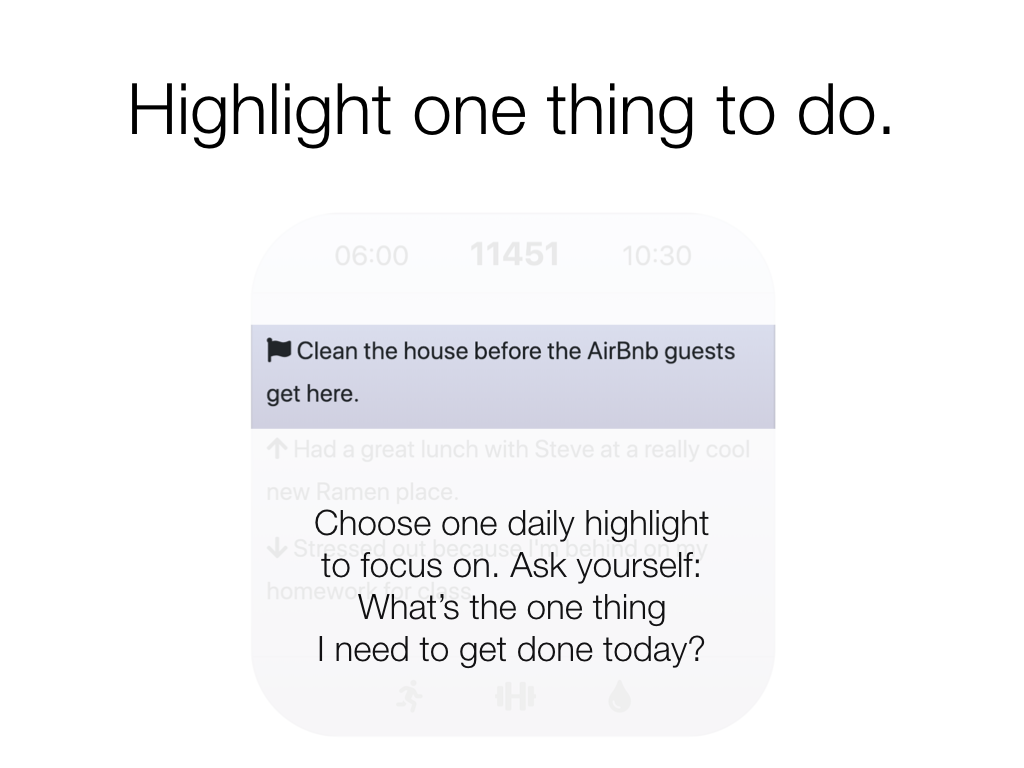 Highlight one thing to do.
06:00 11451 10:30
Clean the house before the AirBnb guests
get here.
Had a great lunch with Steve at a really cool
new Ramen place.
Choose one daily highlight
Stressed out because I'm behind on my
to focus on. Ask yourself:
homework for class.
What’s the one thing
I need to get done today?